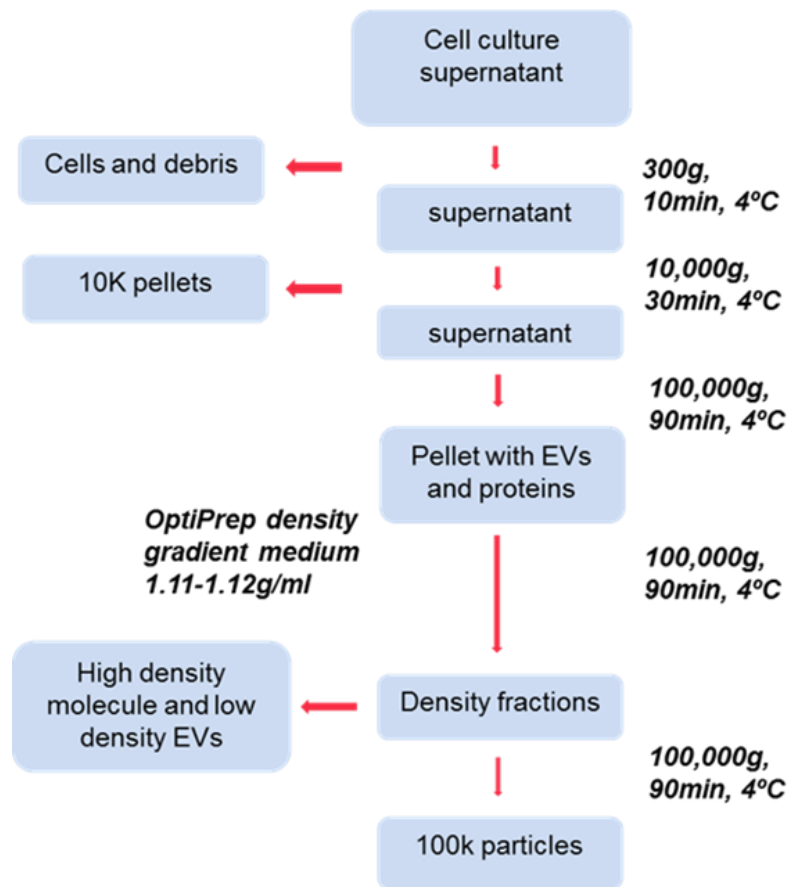 Cell culture
supernatant
Cells and debris
300g,
10min, 4ºC
supernatant
10K pellets
10,000g,
30min, 4ºC
supernatant
100,000g,
90min, 4ºC
Pellet with EVs
and proteins
OptiPrep density
gradient medium
1.11-1.12g/ml
100,000g,
90min, 4ºC
High density
molecule and low
density EVs
Density fractions
100,000g,
90min, 4ºC
100k particles